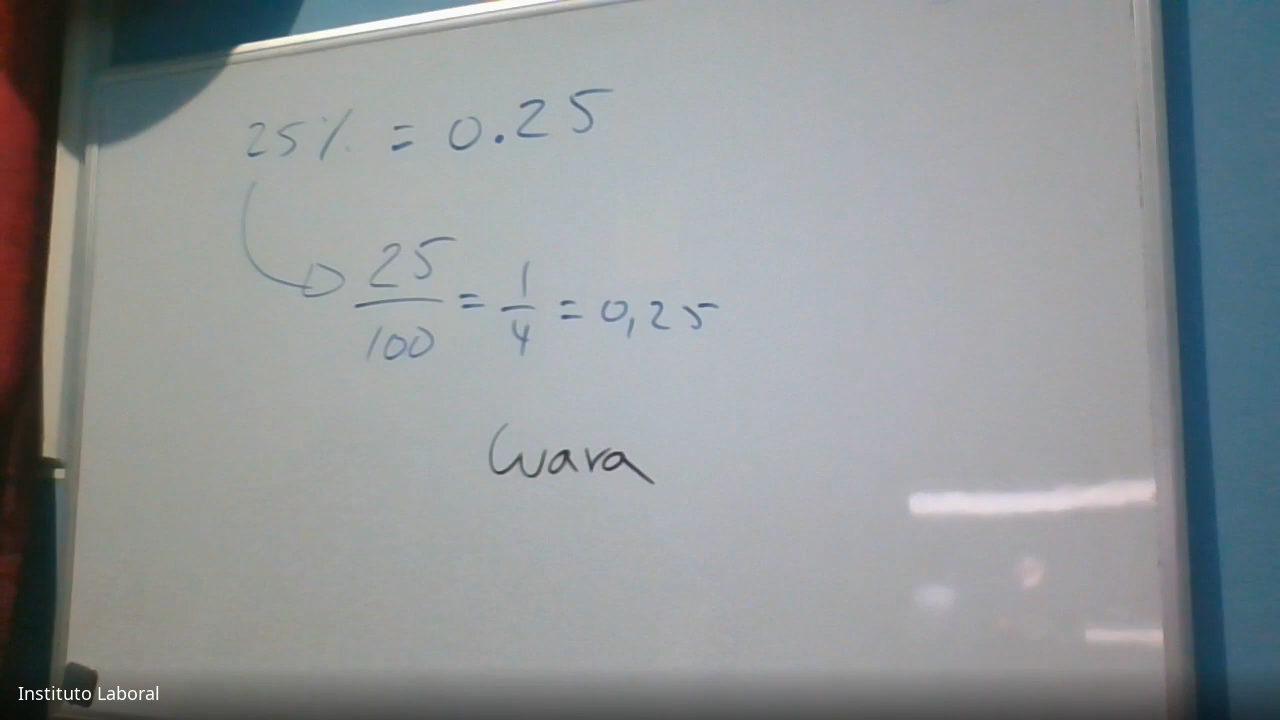 25% = 0.25
25/100 = 1/4 = 0,25
Wara
Instituto Laboral